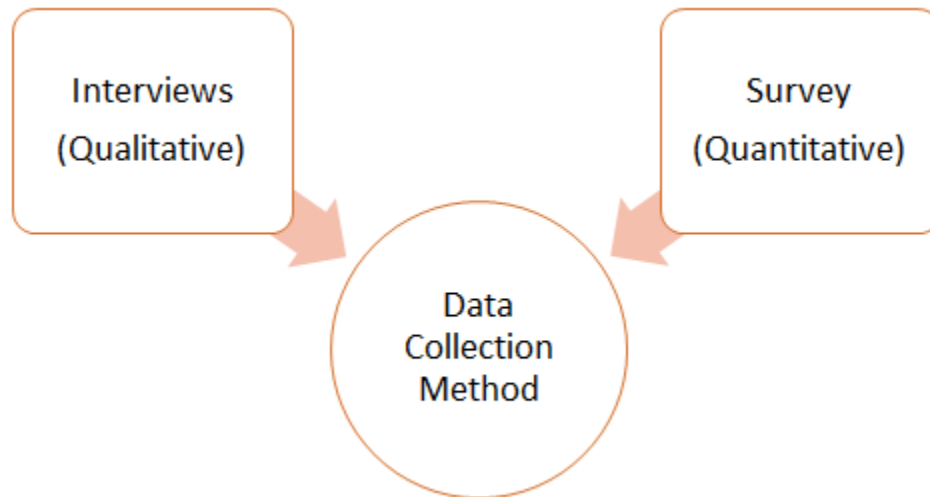 Interviews
(Qualitative)
Survey
(Quantitative)
Data
Collection
Method